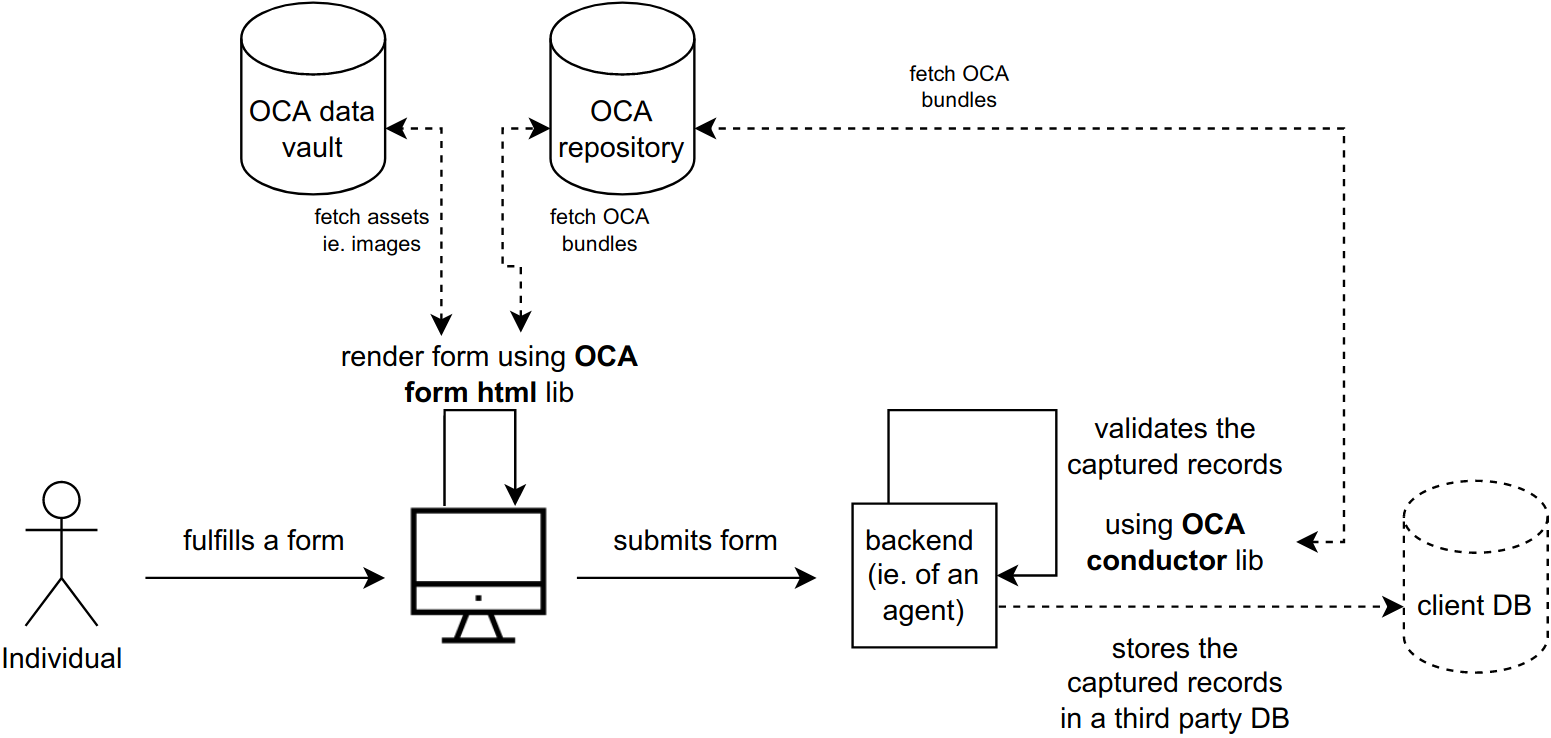 OCA data
vault
OCA
repository
fetch OCA
bundles
fetch assets
ie. images
fetch OCA
bundles
render form using OCA
form html lib
validates the
captured records
using OCA
conductor lib
fulfills a form
submits form
backend
(ie. of an
agent)
client DB
Individual
stores the
captured records
in a third party DB